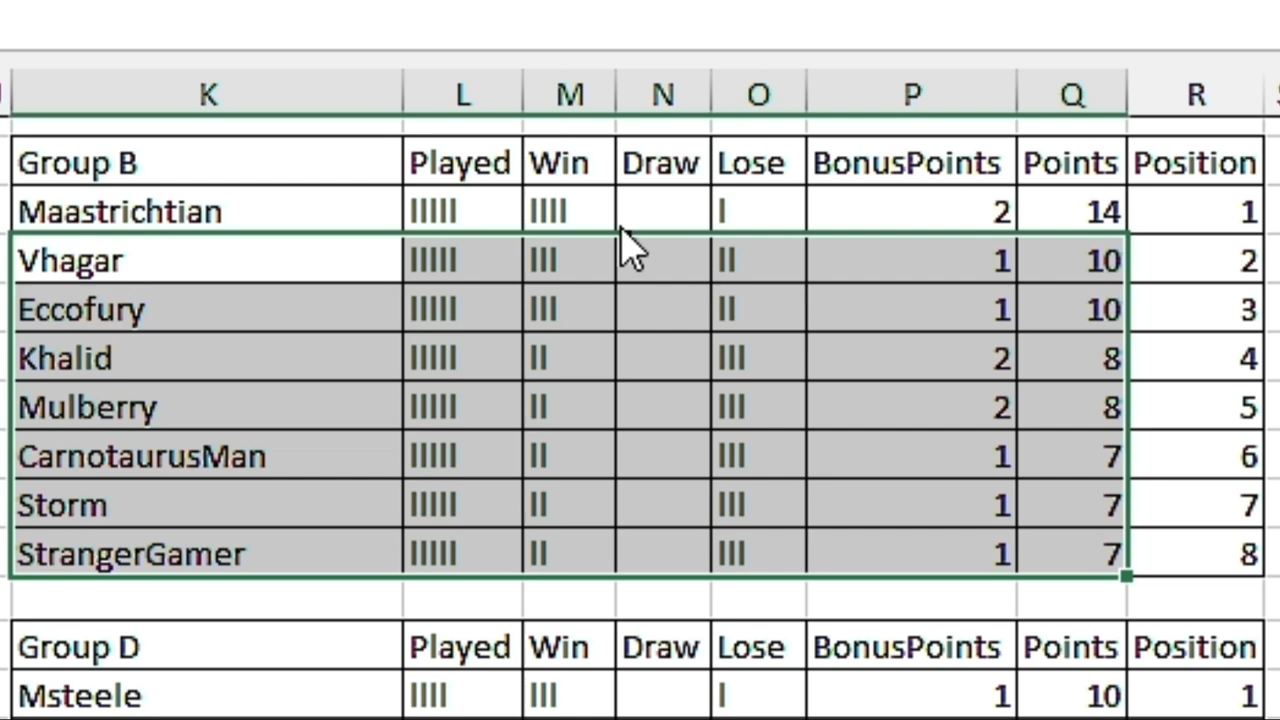 K L M N O P Q R
Group B Played Win Draw Lose BonusPoints Points Position
Maastrichtian IIIII IIII I 2 14 1
Vhagar IIIII III II 1 10 2
Eccofury IIIII III II 1 10 3
Khalid IIIII II III 2 8 4
Mulberry IIIII II III 2 8 5
CarnotaurusMan IIIII II III 1 7 6
Storm IIIII II III 1 7 7
StrangerGamer IIIII II III 1 7 8
Group D Played Win Draw Lose BonusPoints Points Position
Msteele IIII III I 1 10 1